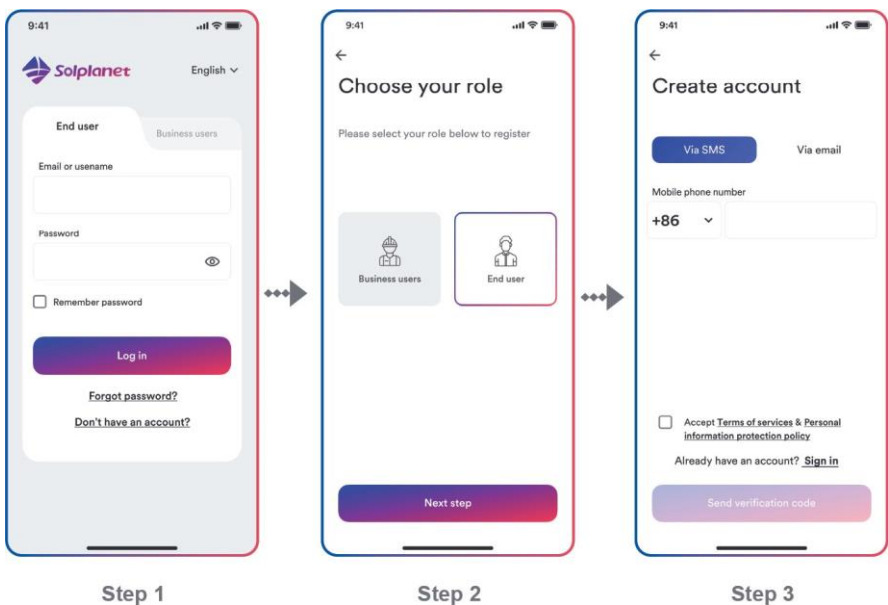 9:41
Solplanet
English
End user
Business users
Email or usename
Password
Remember password
Log in
Forgot password?
Don't have an account?
Step 1
9:41
Choose your role
Please select your role below to register
Business users
End user
Next step
Step 2
9:41
Create account
Via SMS
Via email
Mobile phone number
+86
Accept Terms of services & Personal
information protection policy
Already have an account? Sign in
Send verification code
Step 3